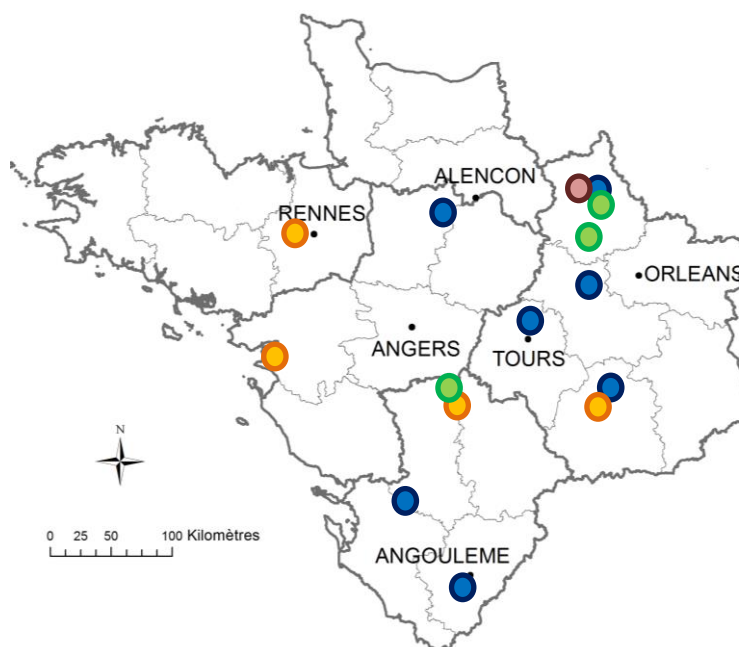 ALENCON
RENNES
ORLEANS
ANGERS
TOURS
N
0 25 50 100 Kilomètres
ANGOULEME